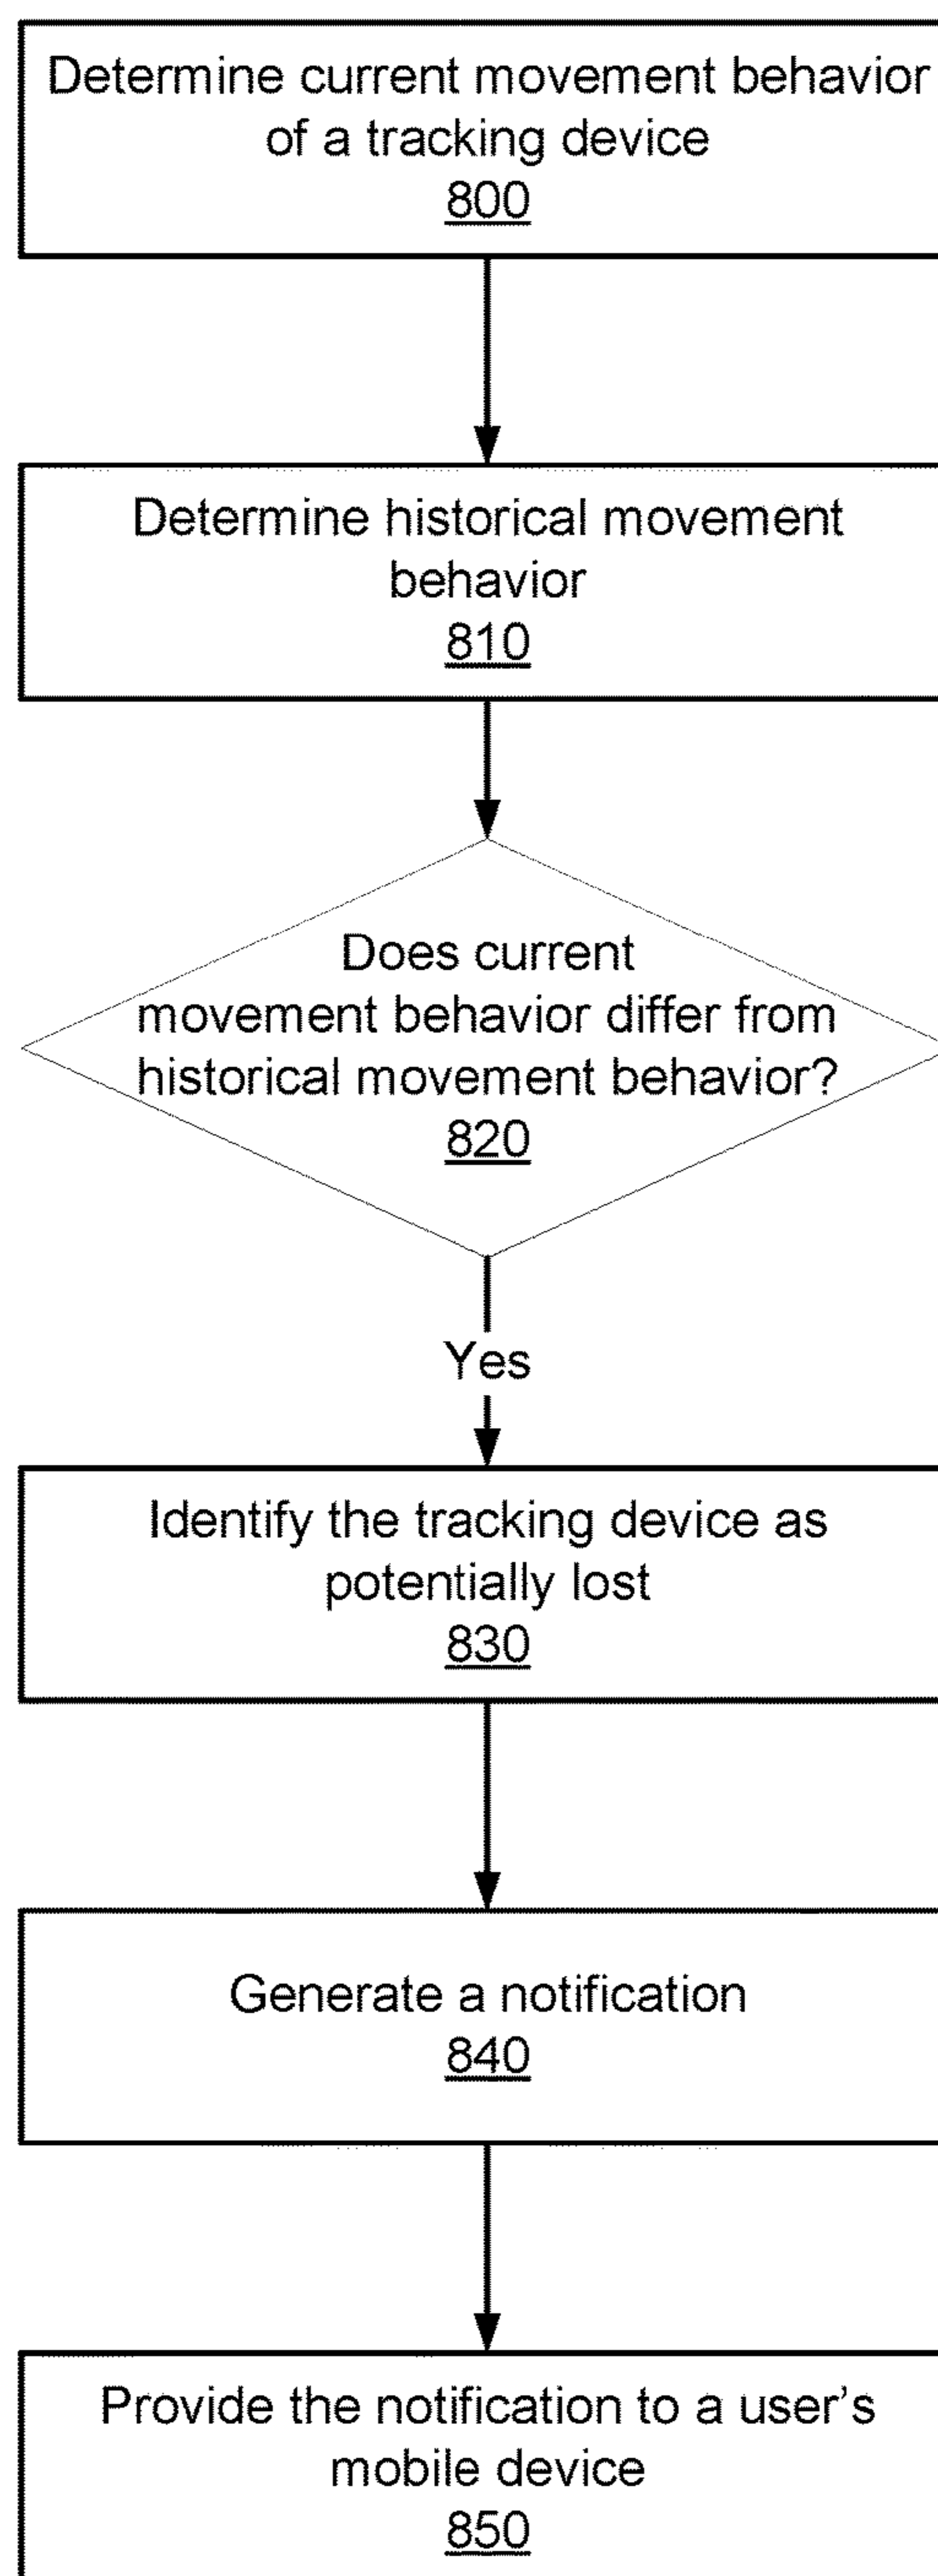 Determine current movement behavior
of a tracking device
800
Determine historical movement
behavior
810
Does current
movement behavior differ from
historical movement behavior?
820
Yes
Identify the tracking device as
potentially lost
830
Generate a notification
840
Provide the notification to a user's
mobile device
850